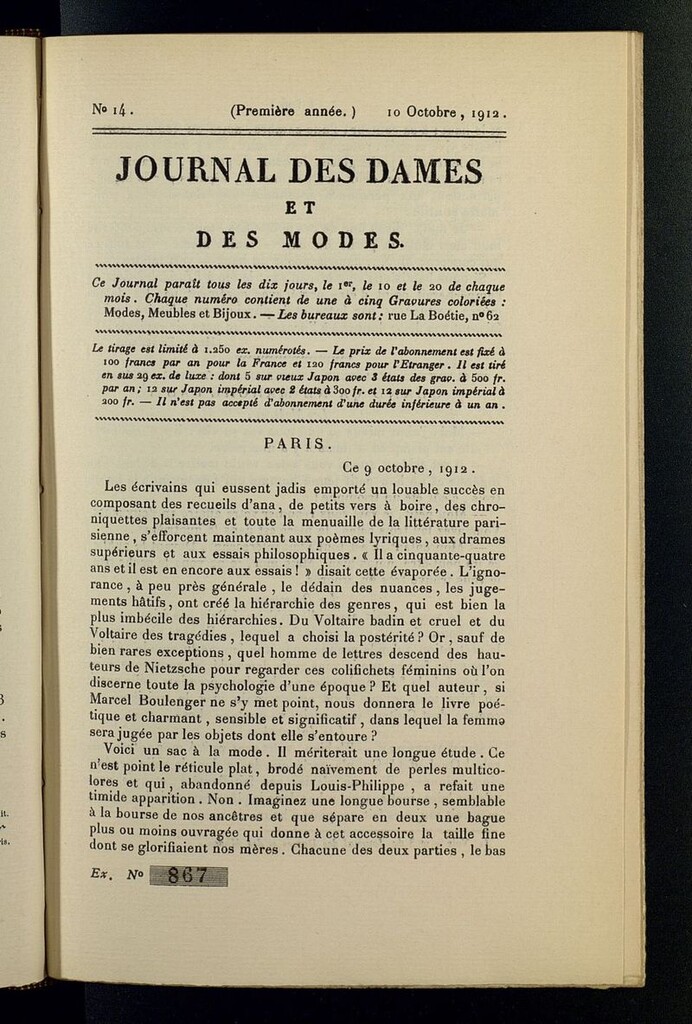 Nº 14. (Première année.) 10 Octobre, 1912.
JOURNAL DES DAMES
ET
DES MODES.
Ce Journal paraît tous les dix jours, le 1er, le 10 et le 20 de chaque
mois. Chaque numéro contient de une à cinq Gravures coloriées :
Modes, Meubles et Bijoux. — Les bureaux sont : rue La Boëtie, nº 62
Le tirage est limité à 1.250 ex. numérotés. — Le prix de l'abonnement est fixé à
100 francs par an pour la France et 120 francs pour l'Etranger. Il est tiré
en sus 29 ex. de luxe : dont 5 sur vieux Japon avec 3 états des grav. à 500 fr.
par an ; 12 sur Japon impérial avec 2 états à 300 fr. et 12 sur Japon impérial à
200 fr. — Il n'est pas accepté d'abonnement d'une durée inférieure à un an.
PARIS.
Ce 9 octobre, 1912.
Les écrivains qui eussent jadis emporté un louable succès en
composant des recueils d'ana, de petits vers à boire, des chro-
niquettes plaisantes et toute la menuaille de la littérature pari-
sienne, s'efforcent maintenant aux poèmes lyriques, aux drames
supérieurs et aux essais philosophiques. « Il a cinquante-quatre
ans et il est en encore aux essais ! » disait cette évaporée. L'igno-
rance, à peu près générale, le dédain des nuances, les juge-
ments hâtifs, ont créé la hiérarchie des genres, qui est bien la
plus imbécile des hiérarchies. Du Voltaire badin et cruel et du
Voltaire des tragédies, lequel a choisi la postérité ? Or, sauf de
bien rares exceptions, quel homme de lettres descend des hau-
teurs de Nietzsche pour regarder ces colifichets féminins où l'on
discerne toute la psychologie d'une époque ? Et quel auteur, si
Marcel Boulenger ne s'y met point, nous donnera le livre poé-
tique et charmant, sensible et significatif, dans lequel la femme
sera jugée par les objets dont elle s'entoure ?
Voici un sac à la mode. Il mériterait une longue étude. Ce
n'est point le réticule plat, brodé naïvement de perles multico-
lores et qui, abandonné depuis Louis-Philippe, a refait une
timide apparition. Non. Imaginez une longue bourse, semblable
à la bourse de nos ancêtres et que sépare en deux une bague
plus ou moins ouvragée qui donne à cet accessoire la taille fine
dont se glorifiaient nos mères. Chacune des deux parties, le bas
Ex. Nº 867